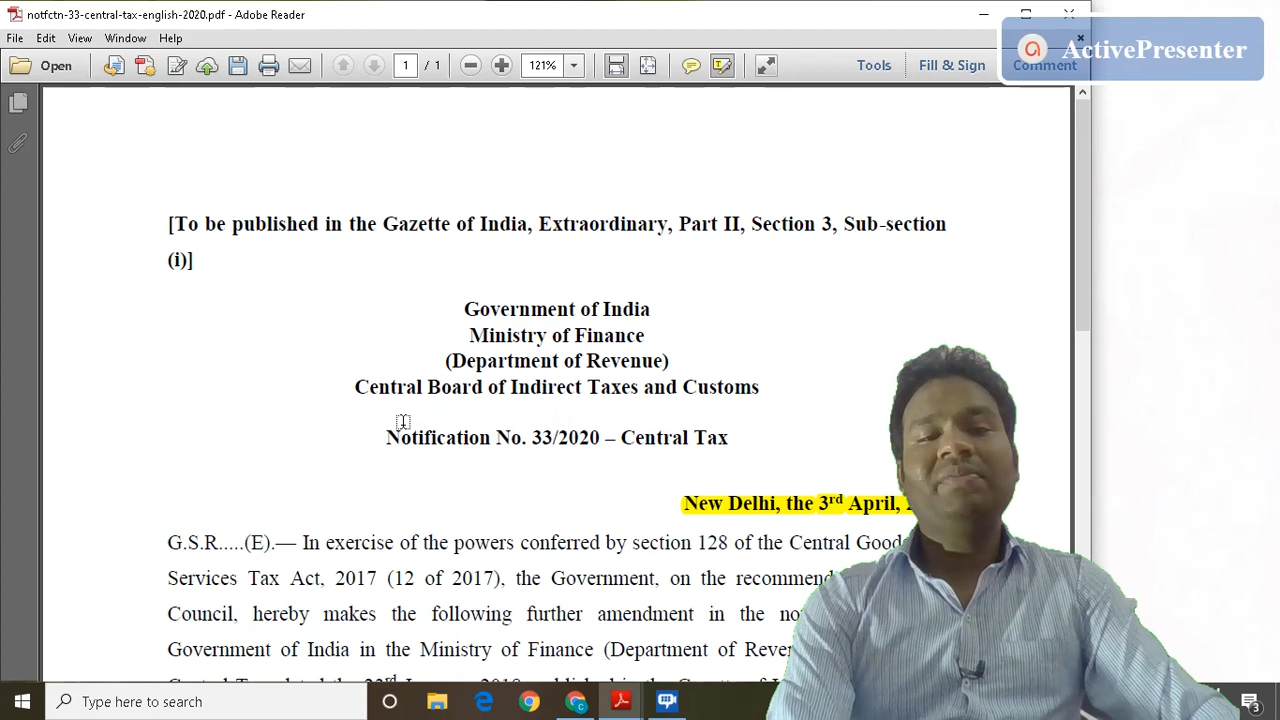 notfctn-33-central-tax-english-2020.pdf - Adobe Reader
ActivePresenter
File Edit View Window Help
Open 1 / 1 121% Tools Fill & Sign Comment
[To be published in the Gazette of India, Extraordinary, Part II, Section 3, Sub-section
(i)]
Government of India
Ministry of Finance
(Department of Revenue)
Central Board of Indirect Taxes and Customs
Notification No. 33/2020 – Central Tax
New Delhi, the 3rd April,
G.S.R.....(E).— In exercise of the powers conferred by section 128 of the Central
Services Tax Act, 2017 (12 of 2017), the Government, on the
Council, hereby makes the following further amendment in the
Government of India in the Ministry of Finance (Department of
Type here to search
3